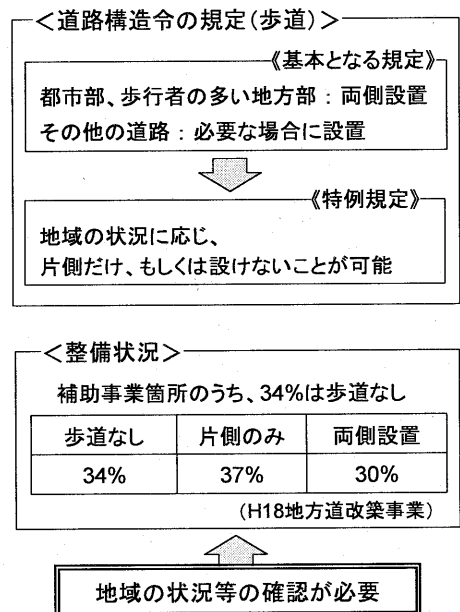 ＜道路構造令の規定(歩道)＞
《基本となる規定》
都市部、歩行者の多い地方部：両側設置
その他の道路：必要な場合に設置
《特例規定》
地域の状況に応じ、
片側だけ、もしくは設けないことが可能
＜整備状況＞
補助事業箇所のうち、34%は歩道なし
歩道なし 片側のみ 両側設置
34% 37% 30%
(H18地方道改築事業)
地域の状況等の確認が必要